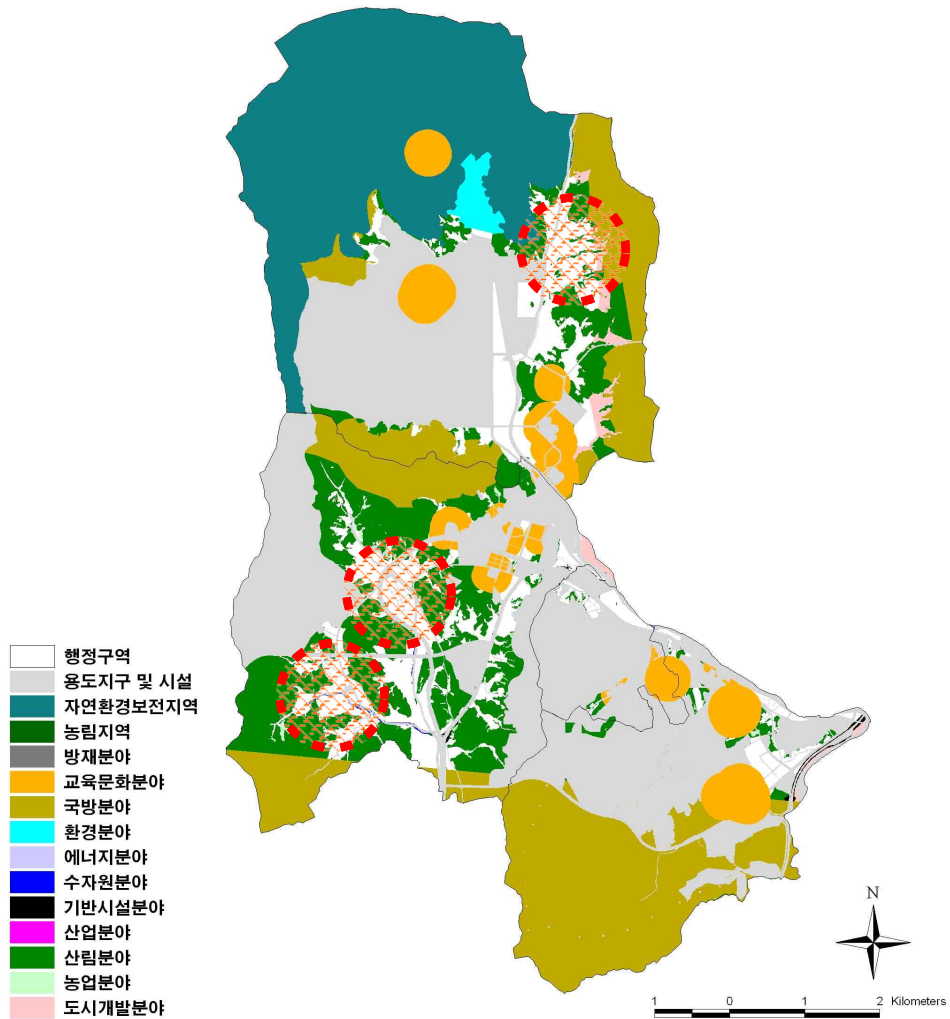 행정구역
용도지구 및 시설
자연환경보전지역
농림지역
방재분야
교육문화분야
국방분야
환경분야
에너지분야
수자원분야
기반시설분야
산업분야
산림분야
농업분야
도시개발분야
N
1 0 1 2 Kilometers